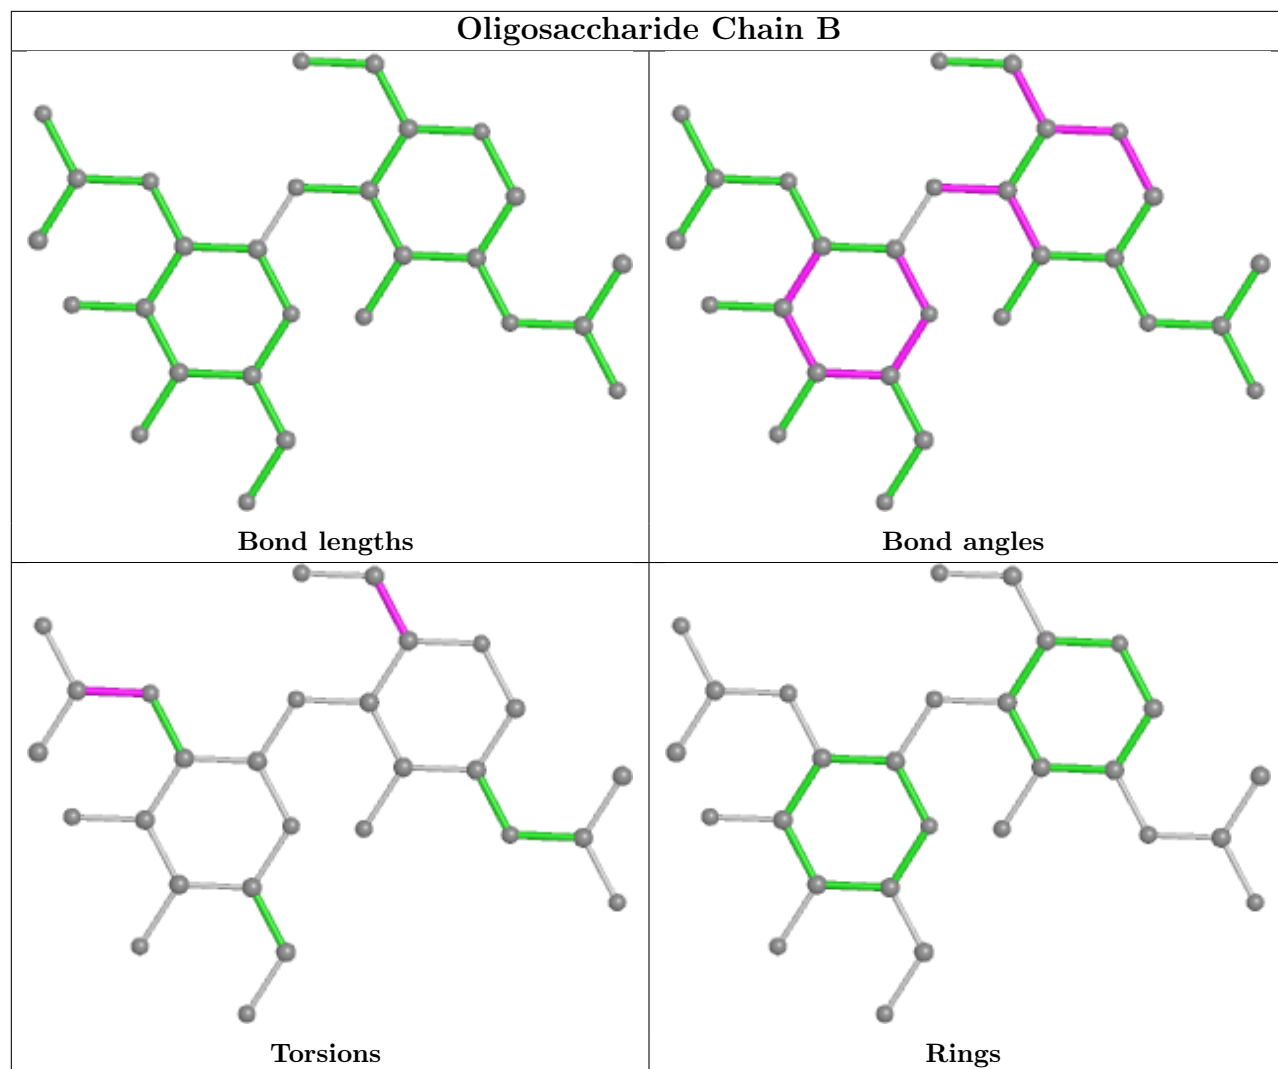 Oligosaccharide Chain B
Bond lengths
Bond angles
Torsions
Rings